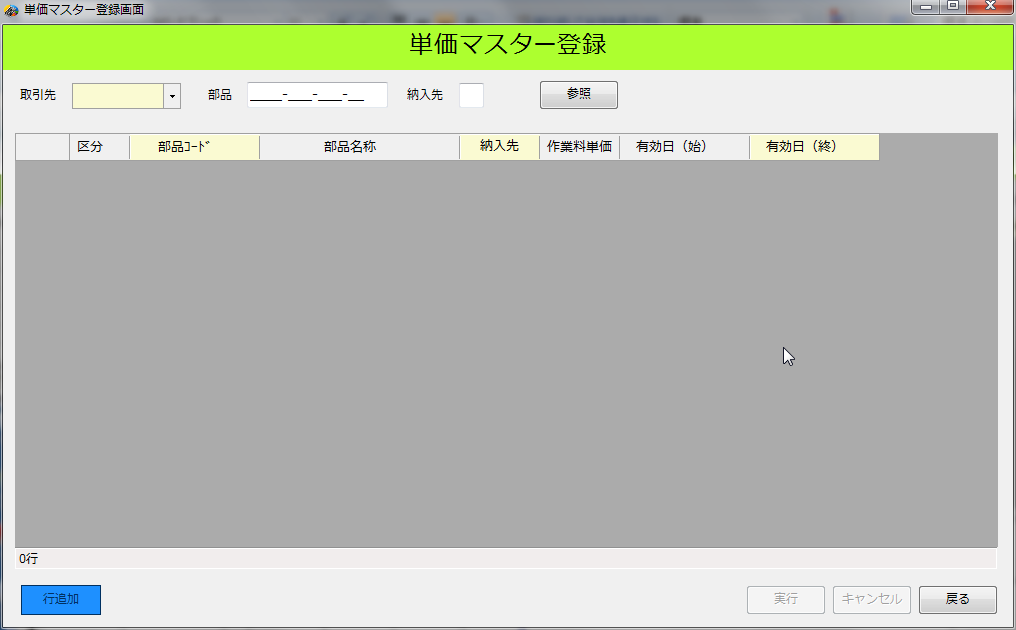 単価マスター登録画面
単価マスター登録
取引先 部品 ____-___-___-__ 納入先 参照
区分 部品ｺｰﾄﾞ 部品名称 納入先 作業料単価 有効日（始） 有効日（終）
0行
行追加 実行 キャンセル 戻る